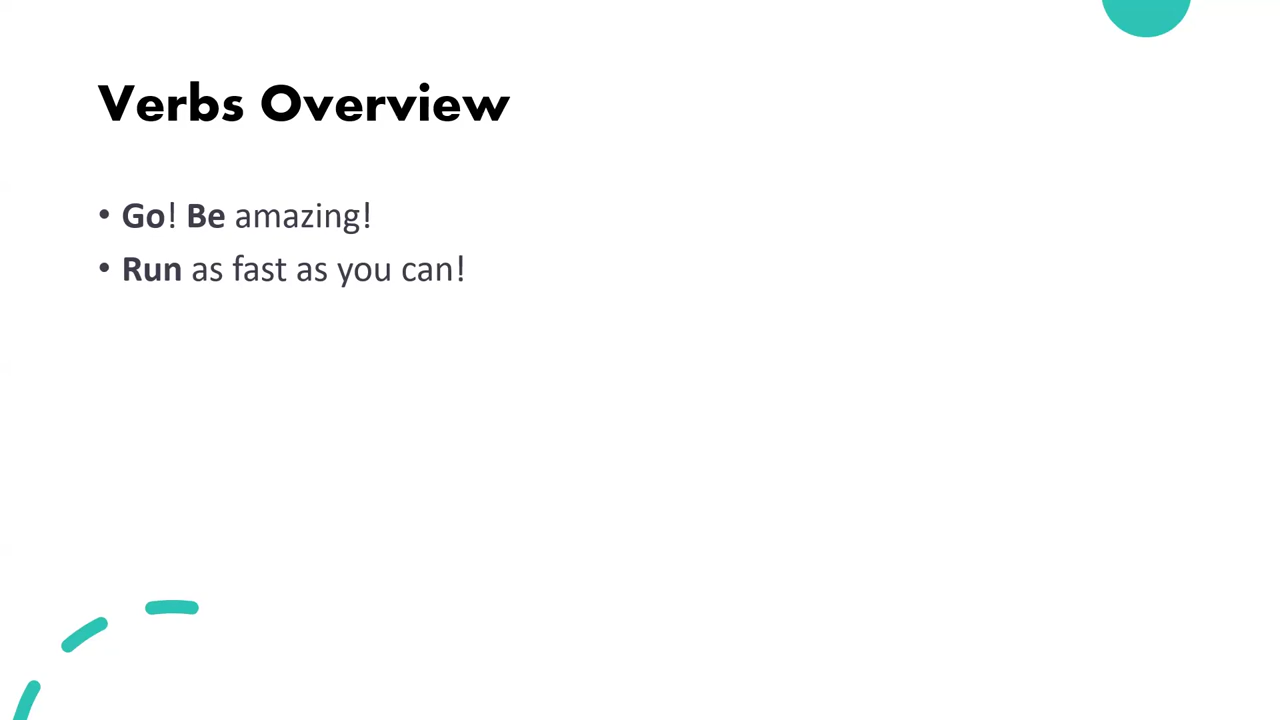 Verbs Overview
• Go! Be amazing!
• Run as fast as you can!